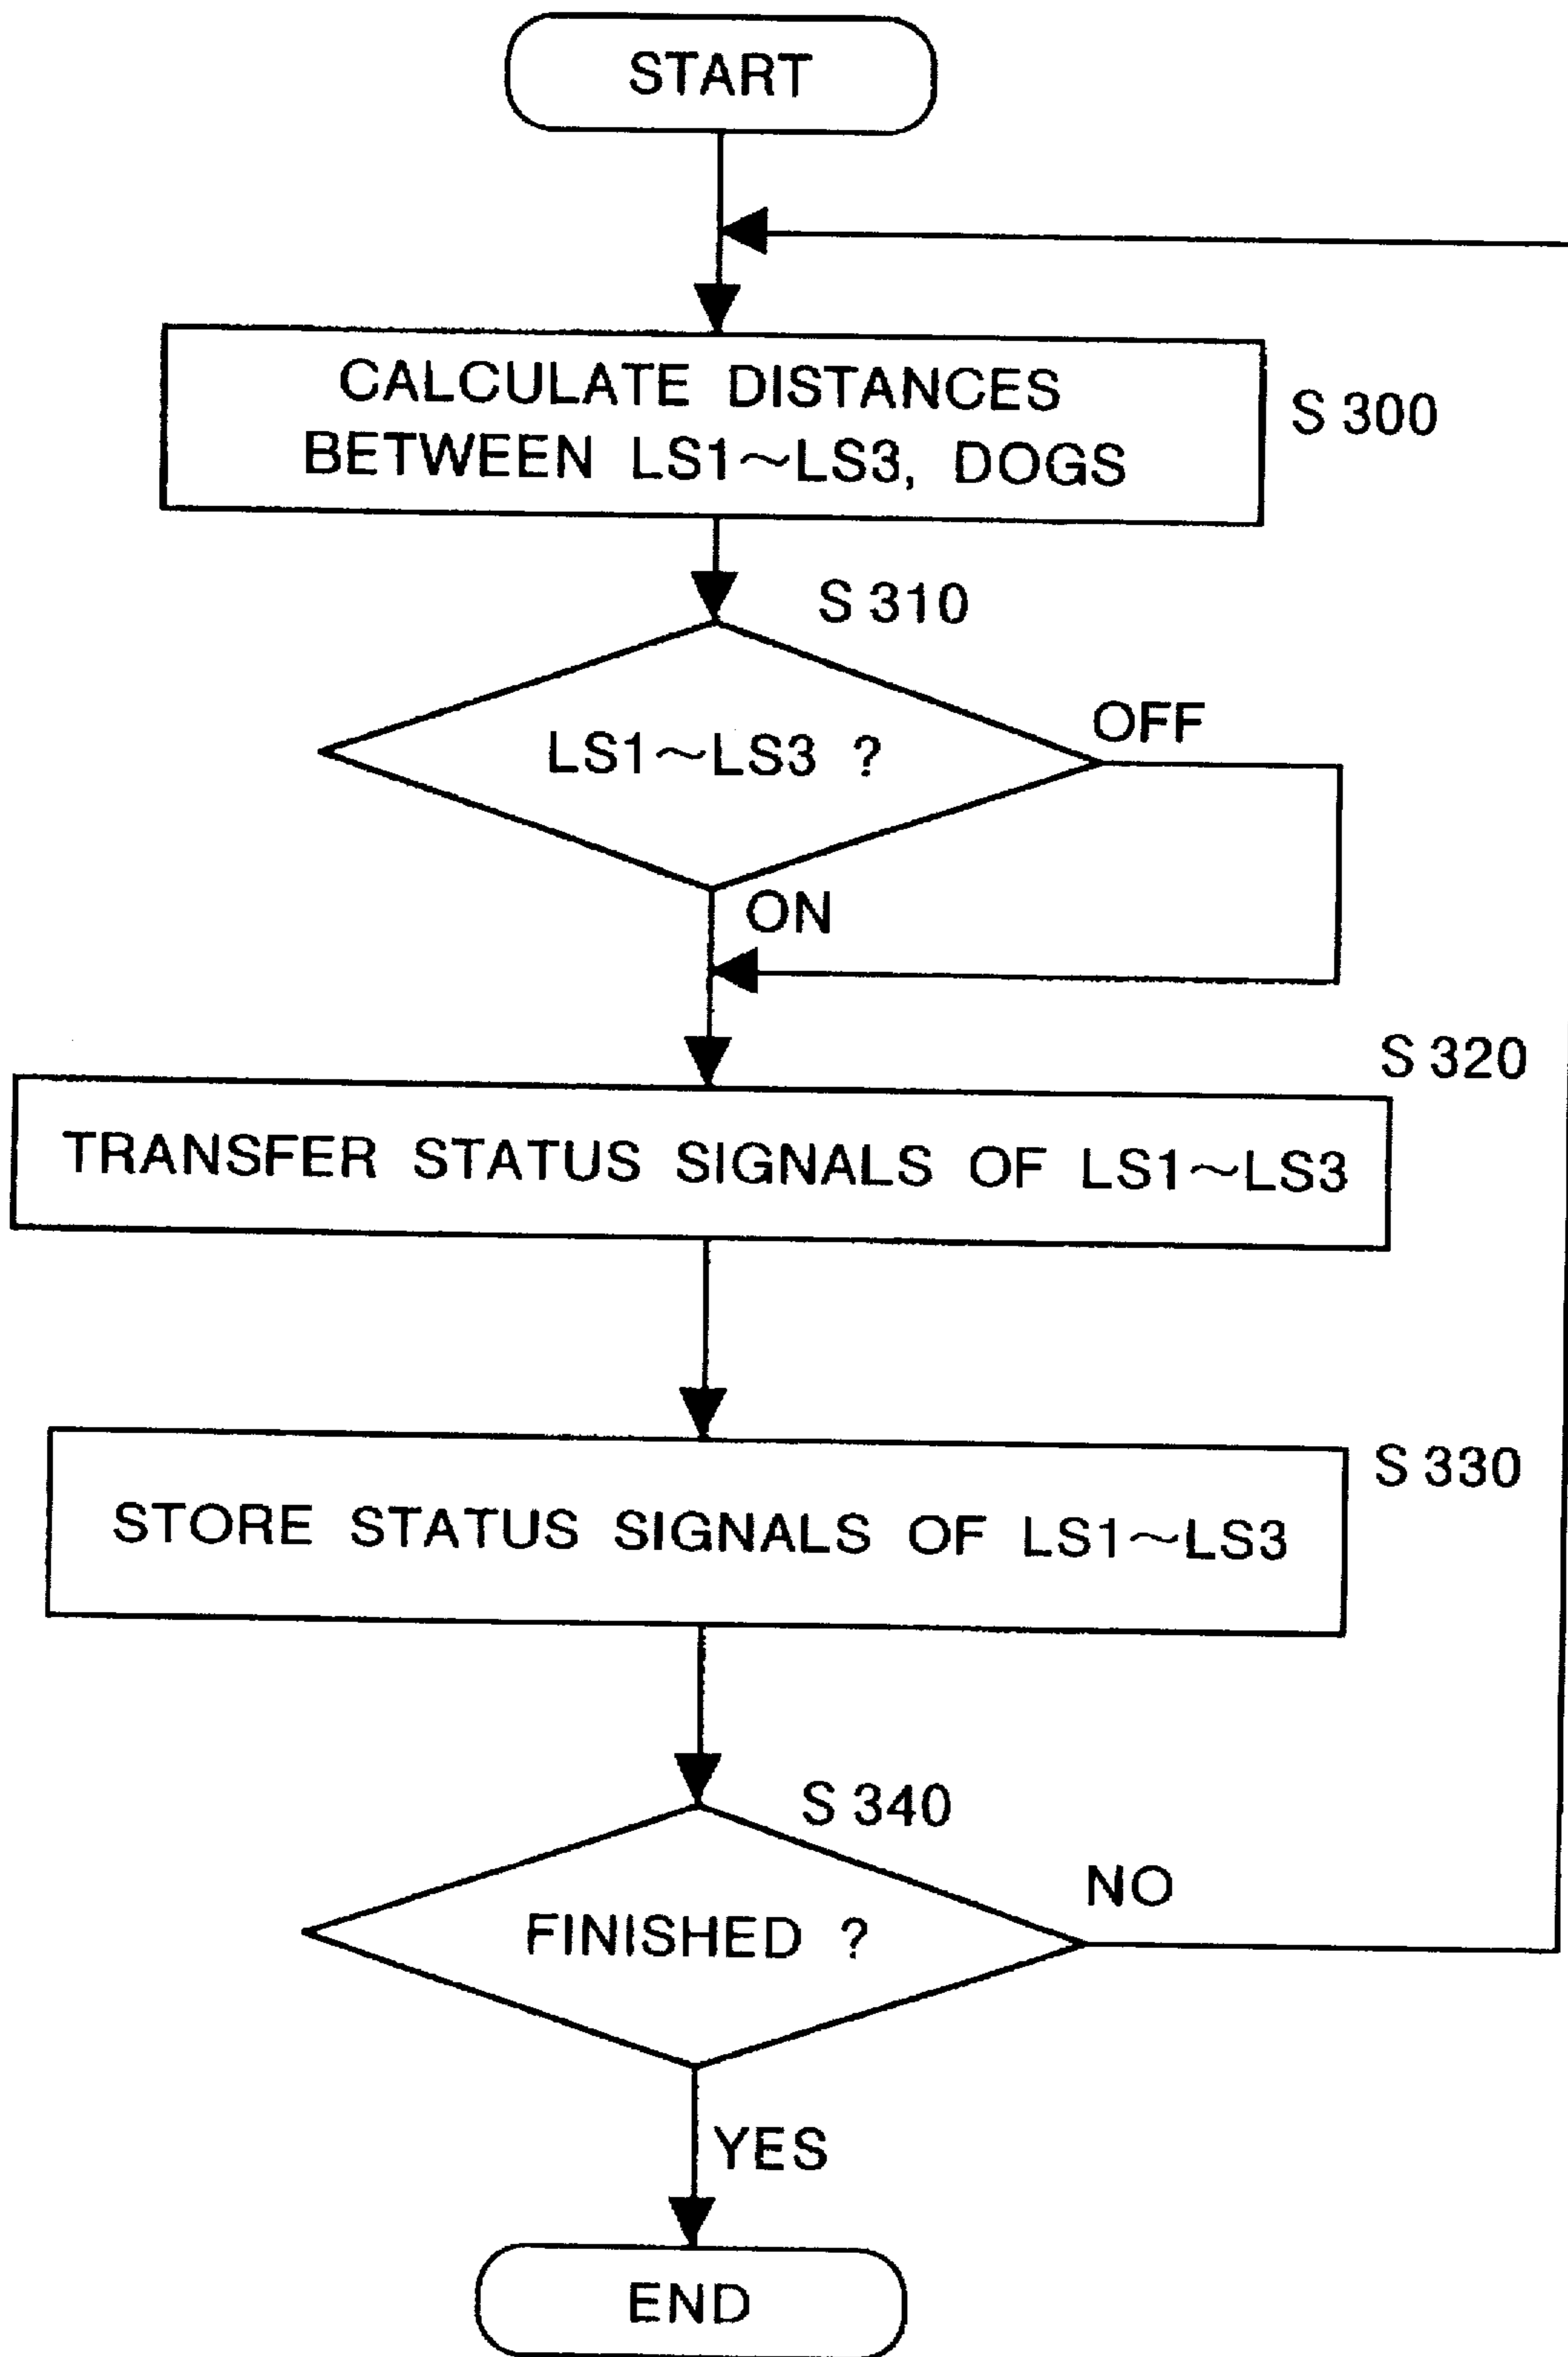 START
CALCULATE DISTANCES
BETWEEN LS1~LS3, DOGS
S 300
S 310
LS1~LS3 ?
OFF
ON
S 320
TRANSFER STATUS SIGNALS OF LS1~LS3
S 330
STORE STATUS SIGNALS OF LS1~LS3
S 340
FINISHED ?
NO
YES
END